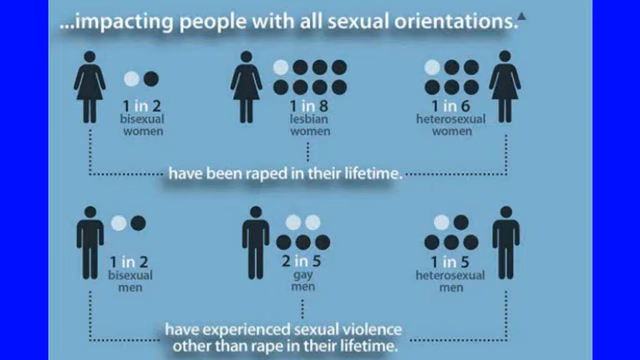 ...impacting people with all sexual orientations.▲
1 in 2
bisexual
women
1 in 8
lesbian
women
1 in 6
heterosexual
women
have been raped in their lifetime.
1 in 2
bisexual
men
2 in 5
gay
men
1 in 5
heterosexual
men
have experienced sexual violence
other than rape in their lifetime.